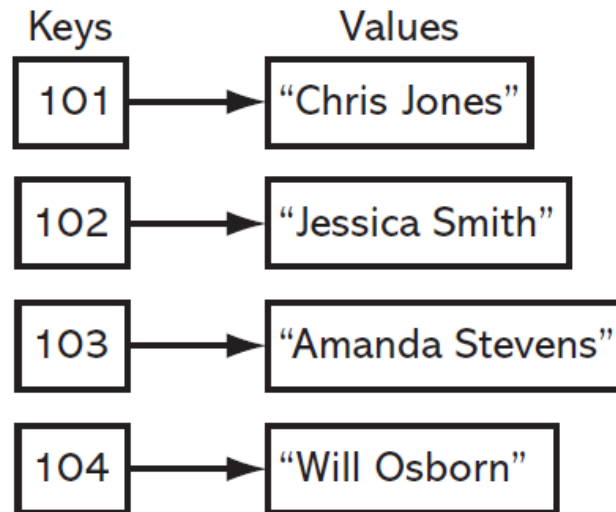 Keys Values
101 “Chris Jones”
102 “Jessica Smith”
103 “Amanda Stevens”
104 “Will Osborn”